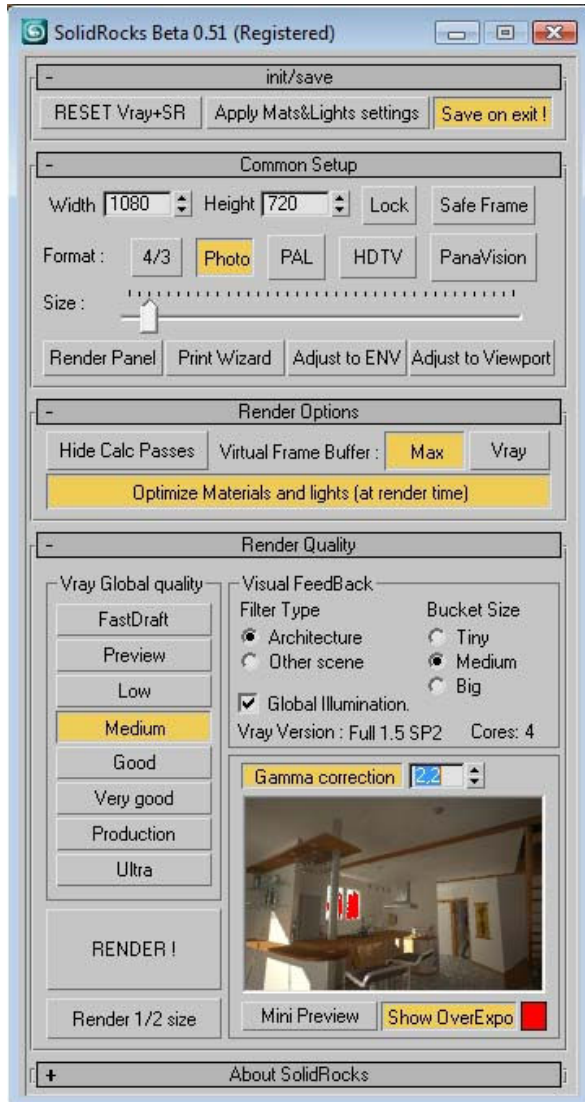 SolidRocks Beta 0.51 (Registered)
- init/save
RESET Vray+SR Apply Mats&Lights settings Save on exit !
- Common Setup
Width 1080 Height 720 Lock Safe Frame
Format : 4/3 Photo PAL HDTV PanaVision
Size :
Render Panel Print Wizard Adjust to ENV Adjust to Viewport
- Render Options
Hide Calc Passes Virtual Frame Buffer : Max Vray
Optimize Materials and lights (at render time)
- Render Quality
Vray Global quality
FastDraft
Preview
Low
Medium
Good
Very good
Production
Ultra
RENDER !
Render 1/2 size
Visual FeedBack
Filter Type Bucket Size
Architecture Tiny
Other scene Medium
Big
Global Illumination.
Vray Version : Full 1.5 SP2 Cores: 4
Gamma correction 2,2
Mini Preview Show OverExpo
+ About SolidRocks